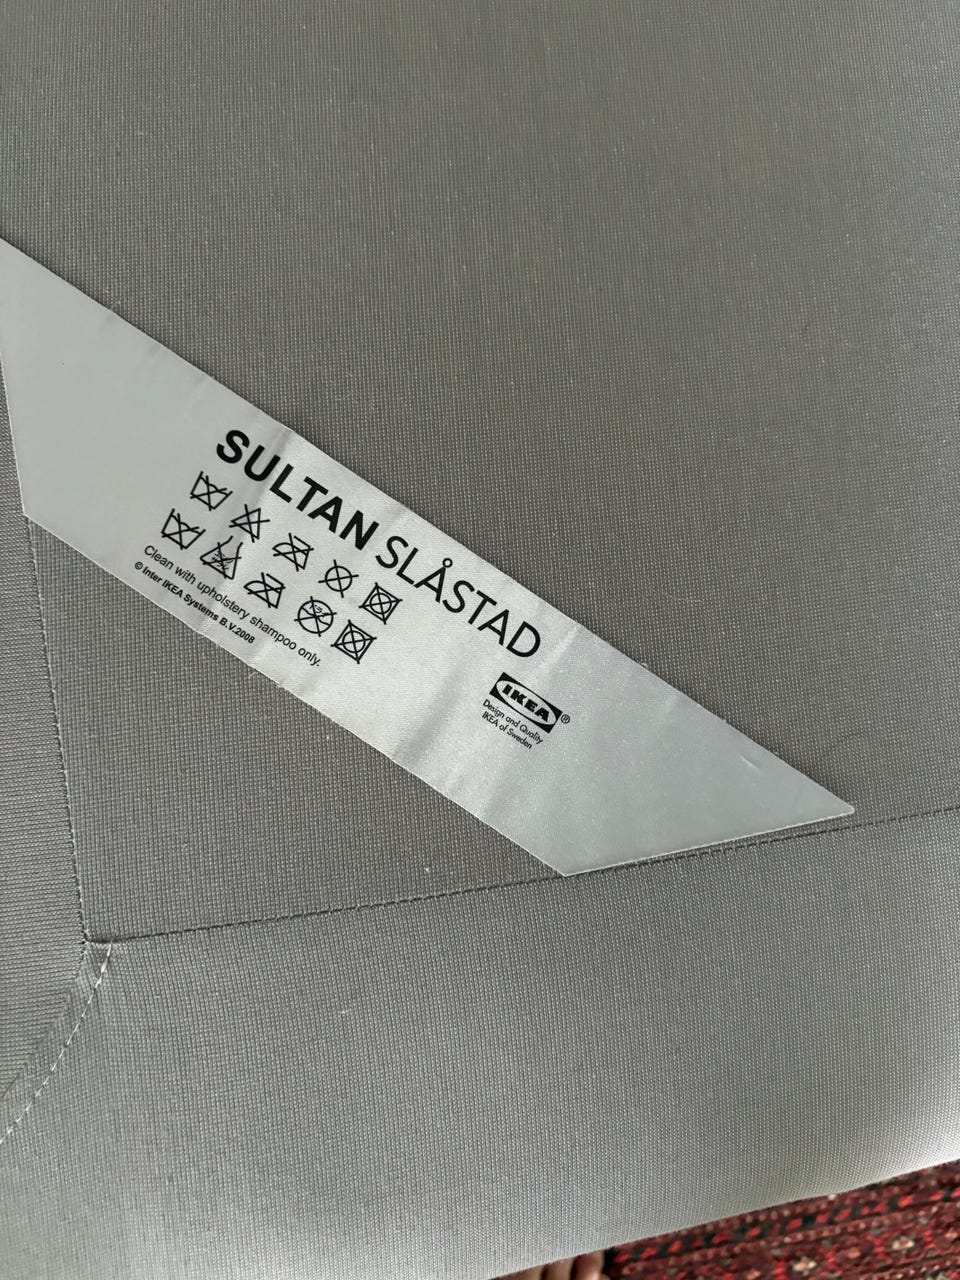 SULTAN SLÅSTAD
Clean with upholstery shampoo only.
© Inter IKEA Systems B.V.2008
IKEA®
Design and Quality
IKEA of Sweden